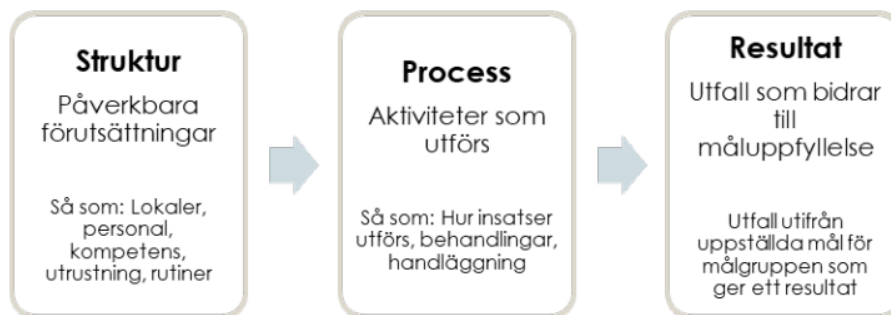 Struktur
Påverkbara
förutsättningar
Så som: Lokaler,
personal,
kompetens,
utrustning, rutiner
Process
Aktiviteter som
utförs
Så som: Hur insatser
utförs, behandlingar,
handläggning
Resultat
Utfall som bidrar
till
måluppfyllelse
Utfall utifrån
uppställda mål för
målgruppen som
ger ett resultat